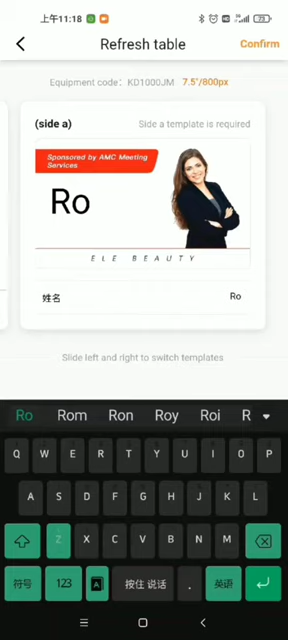 上午11:18
73
Refresh table
Confirm
Equipment code：KD1000JM 7.5"/800px
(side a)
Side a template is required
Sponsored by AMC Meeting
Services
Ro
ELE BEAUTY
姓名
Ro
Slide left and right to switch templates
Ro Rom Ron Roy Roi R
Q W E R T Y U I O P
A S D F G H J K L
Z X C V B N M
符号 123 A 按住 说话 . 英语